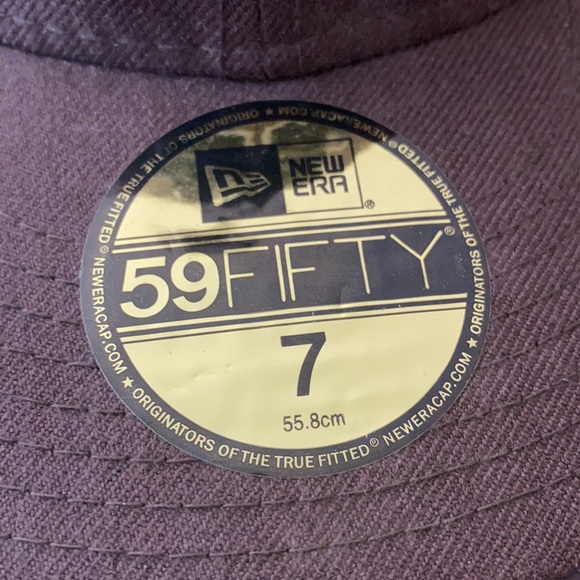 NEW
ERA®
59FIFTY®
7
55.8cm
ORIGINATORS OF THE TRUE FITTED® NEWERACAP.COM ★ ORIGINATORS OF THE TRUE FITTED® NEWERACAP.COM ★ ORIGINATORS OF THE TRUE FITTED® NEWERACAP.COM ★